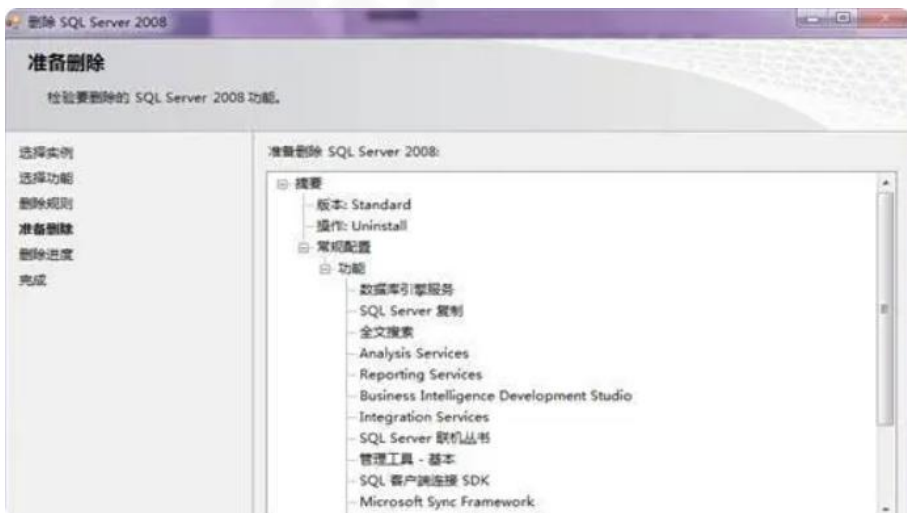 删除 SQL Server 2008
准备删除
检验要删除的 SQL Server 2008 功能。
选择实例
选择功能
删除规则
准备删除
删除进度
完成
准备删除 SQL Server 2008:
摘要
版本: Standard
操作: Uninstall
常规配置
功能
数据库引擎服务
SQL Server 复制
全文搜索
Analysis Services
Reporting Services
Business Intelligence Development Studio
Integration Services
SQL Server 联机丛书
管理工具 - 基本
SQL 客户端连接 SDK
Microsoft Sync Framework